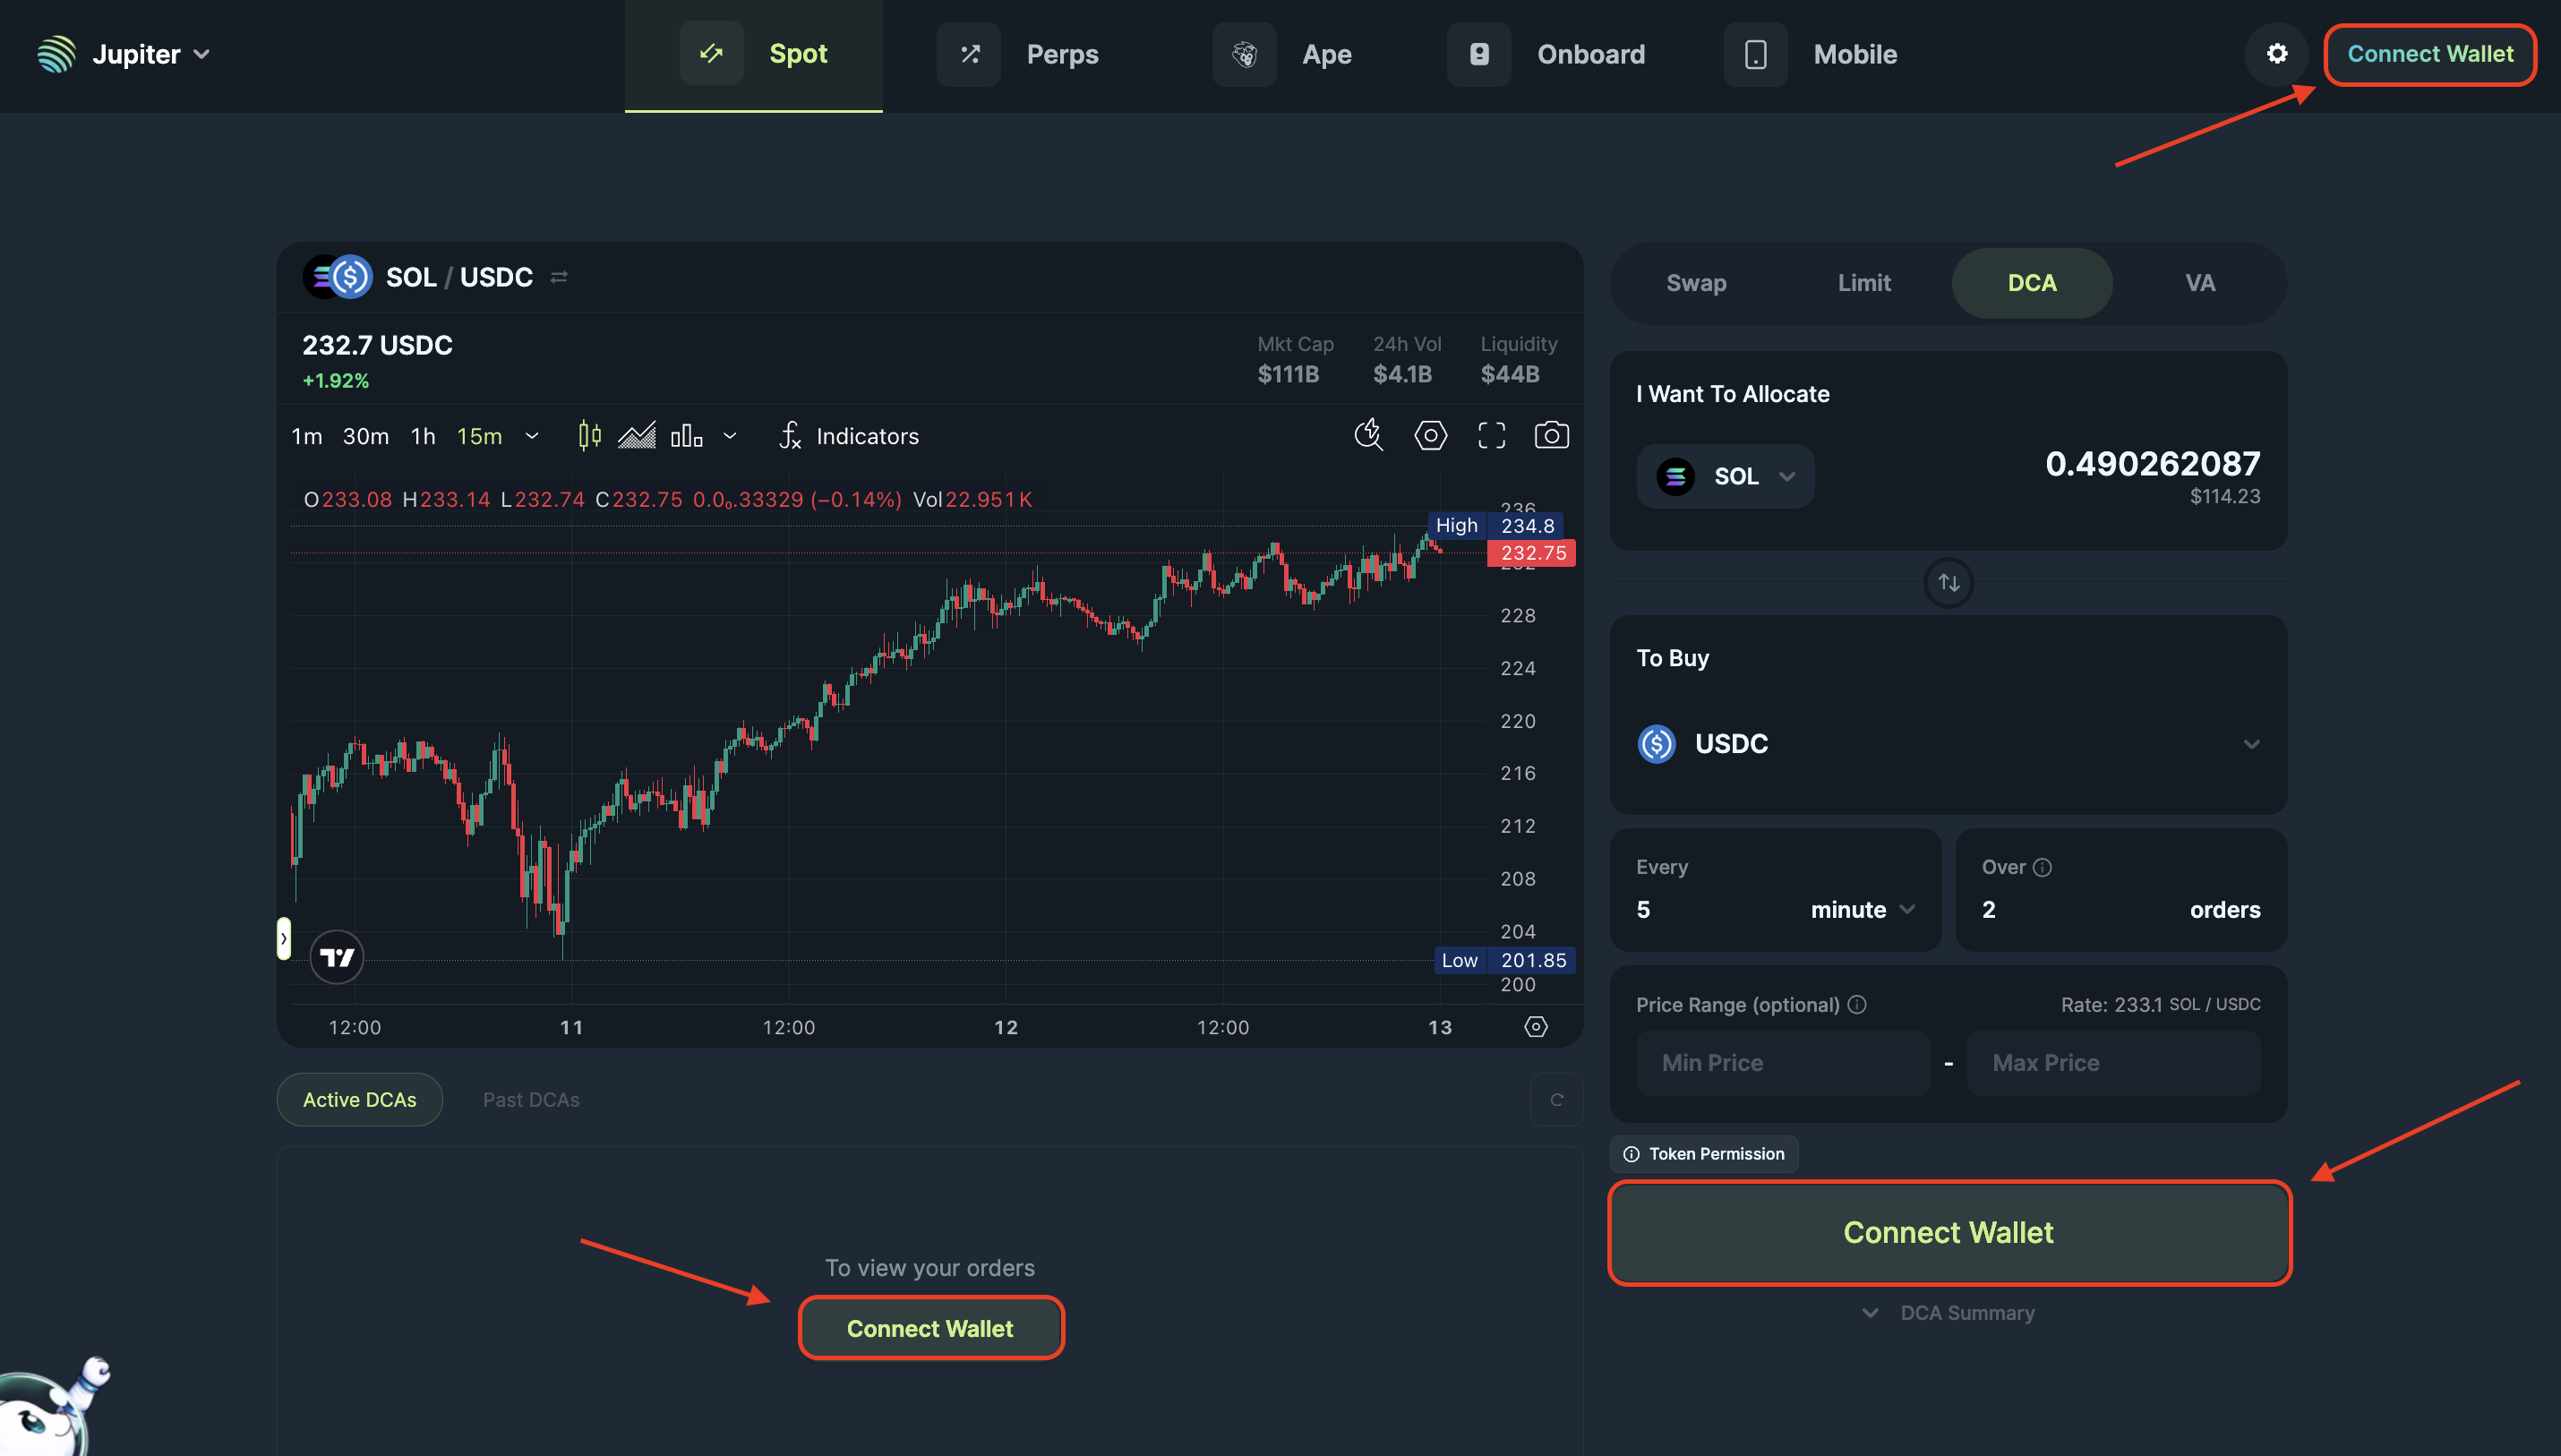 Jupiter
Spot
Perps
Ape
Onboard
Mobile
Connect Wallet
SOL / USDC
232.7 USDC
+1.92%
Mkt Cap
$111B
24h Vol
$4.1B
Liquidity
$44B
1m 30m 1h 15m
Indicators
O233.08 H233.14 L232.74 C232.75 0.0₀.33329 (−0.14%) Vol22.951K
236
High 234.8
232.75
232
228
224
220
216
212
208
204
Low 201.85
200
12:00 11 12:00 12 12:00 13
Active DCAs
Past DCAs
To view your orders
Connect Wallet
Swap
Limit
DCA
VA
I Want To Allocate
SOL
0.490262087
$114.23
To Buy
USDC
Every
5 minute
Over
2 orders
Price Range (optional)
Rate: 233.1 SOL / USDC
Min Price - Max Price
Token Permission
Connect Wallet
DCA Summary